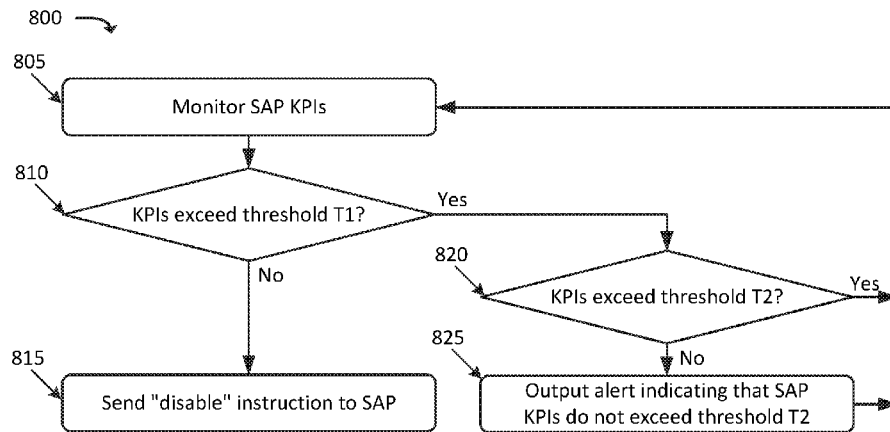 800
805
Monitor SAP KPIs
810
KPIs exceed threshold T1?
Yes
No
820
KPIs exceed threshold T2?
Yes
No
815
Send "disable" instruction to SAP
825
Output alert indicating that SAP
KPIs do not exceed threshold T2